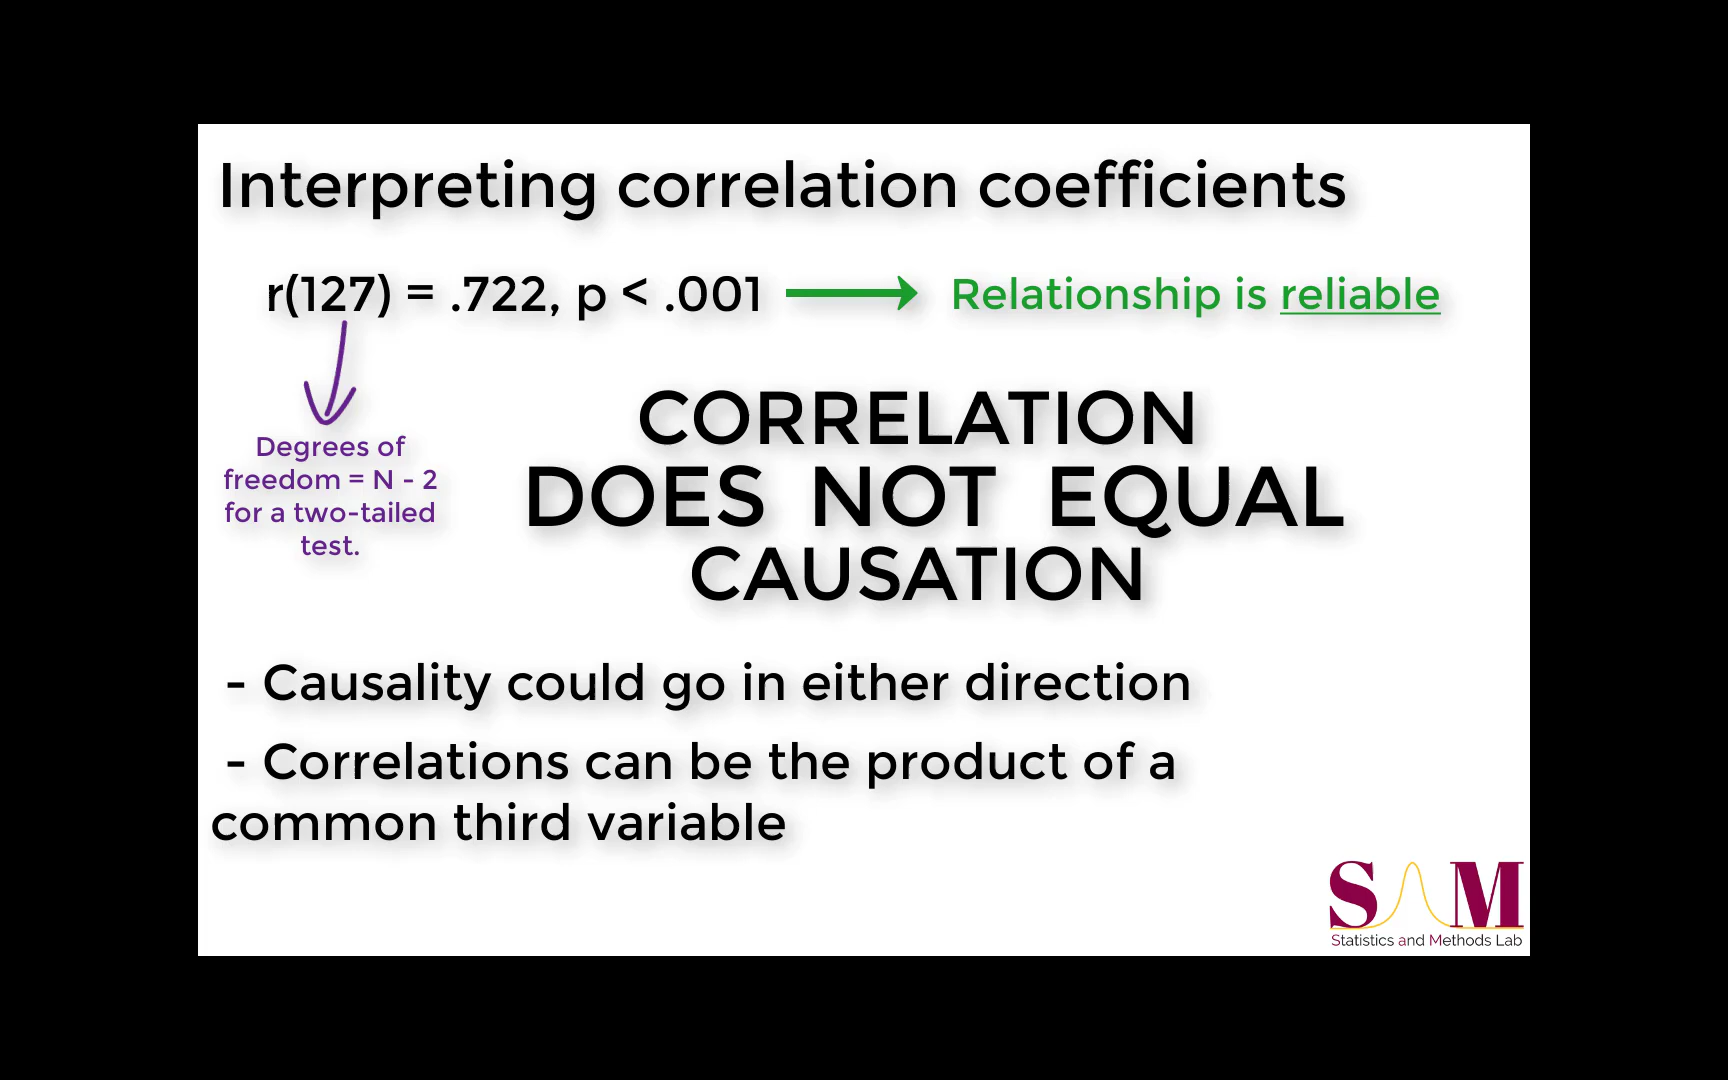 Interpreting correlation coefficients
r(127) = .722, p < .001
Relationship is reliable
Degrees of
freedom = N - 2
for a two-tailed
test.
CORRELATION
DOES NOT EQUAL
CAUSATION
- Causality could go in either direction
- Correlations can be the product of a
common third variable
SAM
Statistics and Methods Lab